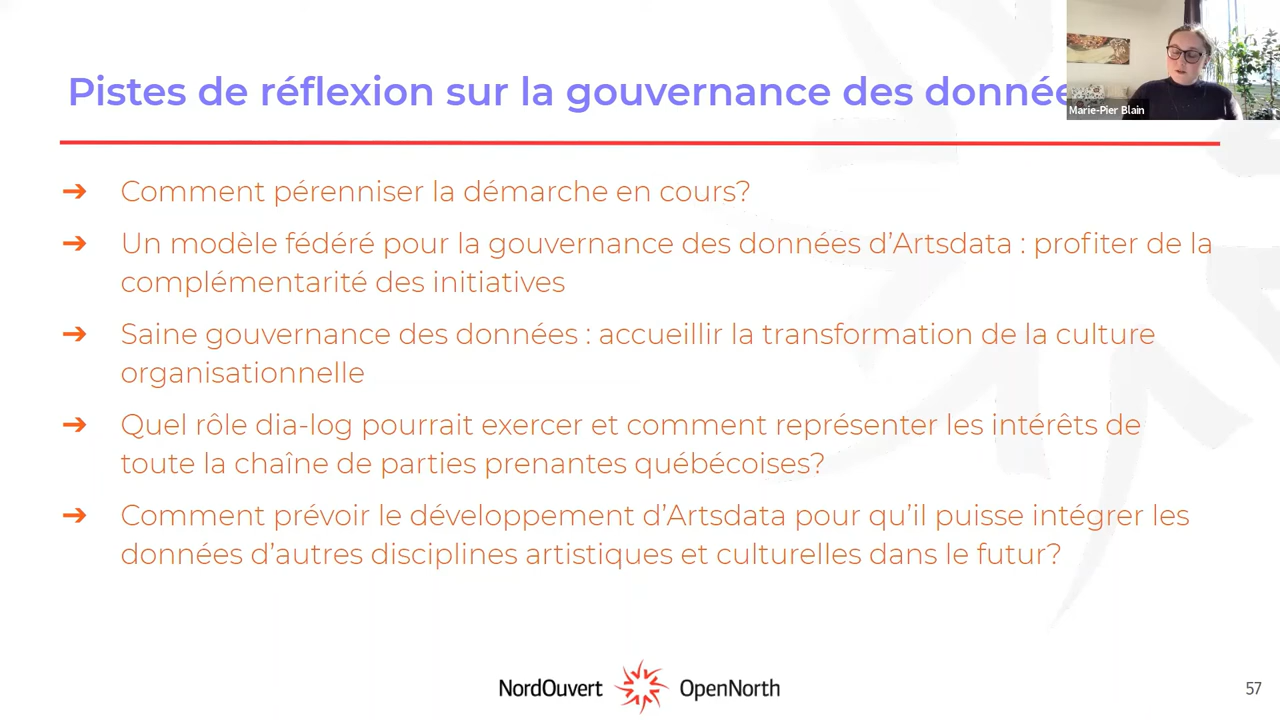 Pistes de réflexion sur la gouvernance des donnée
Marie-Pier Blain
➔ Comment pérenniser la démarche en cours?
➔ Un modèle fédéré pour la gouvernance des données d’Artsdata : profiter de la
complémentarité des initiatives
➔ Saine gouvernance des données : accueillir la transformation de la culture
organisationnelle
➔ Quel rôle dia-log pourrait exercer et comment représenter les intérêts de
toute la chaîne de parties prenantes québécoises?
➔ Comment prévoir le développement d’Artsdata pour qu’il puisse intégrer les
données d’autres disciplines artistiques et culturelles dans le futur?
NordOuvert OpenNorth
57